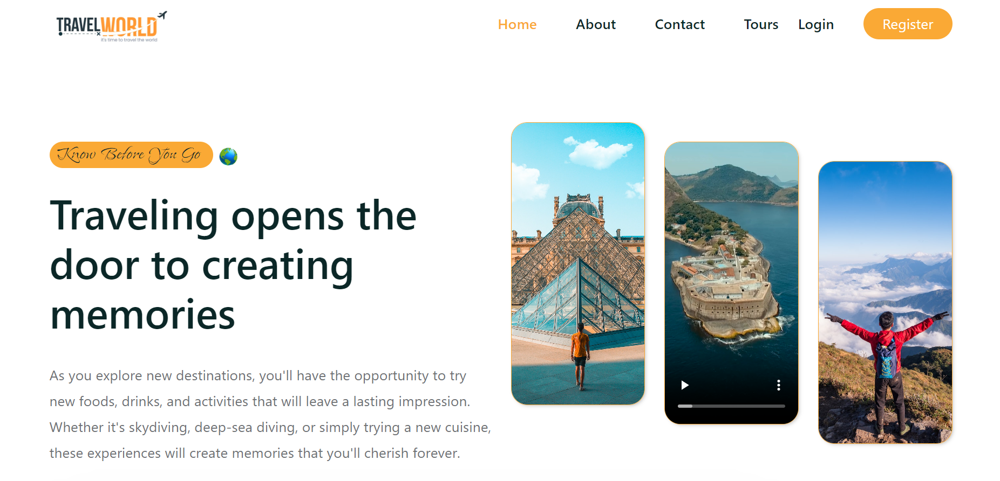 TRAVELWORLD
it's time to travel the world
Home About Contact Tours Login Register
Know Before You Go
Traveling opens the
door to creating
memories
As you explore new destinations, you'll have the opportunity to try
new foods, drinks, and activities that will leave a lasting impression.
Whether it's skydiving, deep-sea diving, or simply trying a new cuisine,
these experiences will create memories that you'll cherish forever.